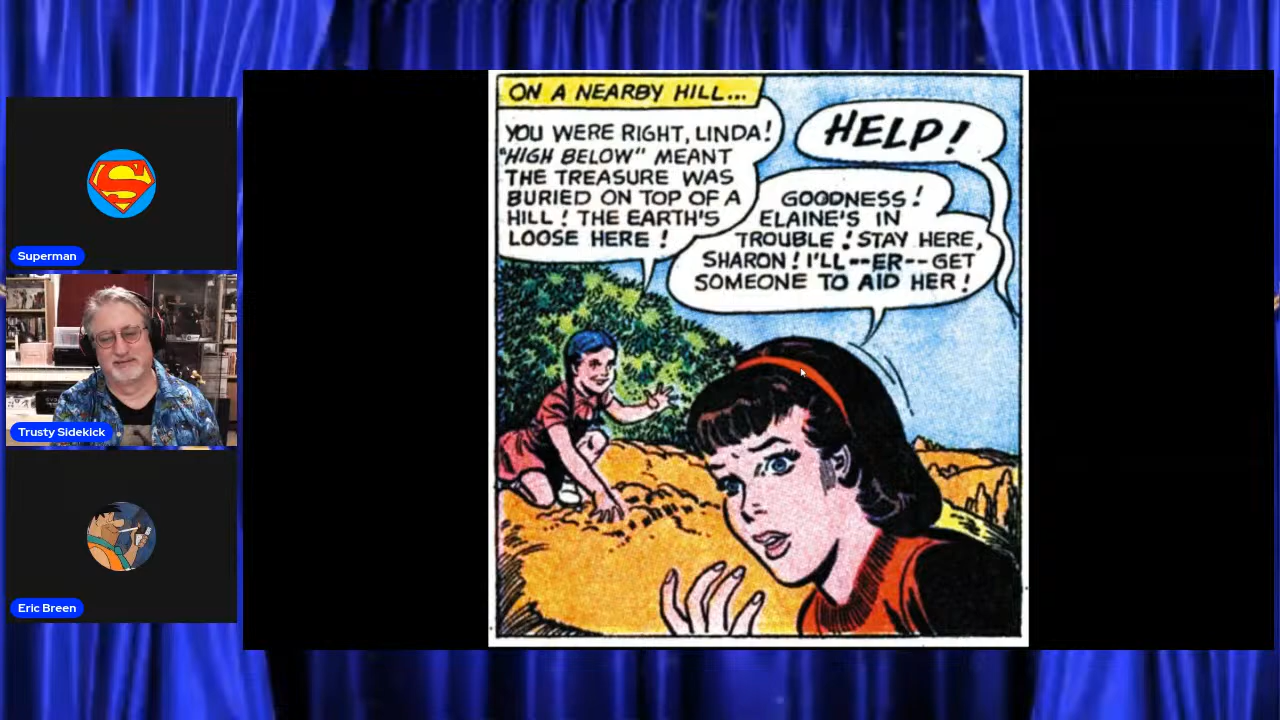 ON A NEARBY HILL...
YOU WERE RIGHT, LINDA!
"HIGH BELOW" MEANT
THE TREASURE WAS
BURIED ON TOP OF A
HILL! THE EARTH'S
LOOSE HERE!
HELP!
GOODNESS!
ELAINE'S IN
TROUBLE! STAY HERE,
SHARON! I'LL--ER--GET
SOMEONE TO AID HER!
Superman
Trusty Sidekick
Eric Breen